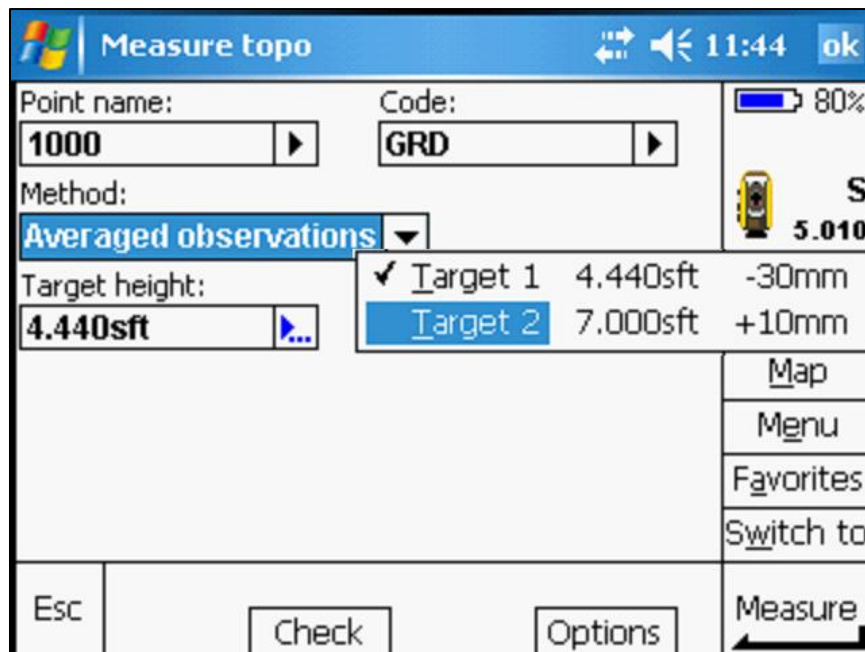 Measure topo 11:44 ok
Point name: Code: 80%
1000 GRD
Method: S
Averaged observations 5.010
Target 1 4.440sft -30mm
Target height:
4.440sft Target 2 7.000sft +10mm
Map
Menu
Favorites
Switch to
Esc Check Options Measure